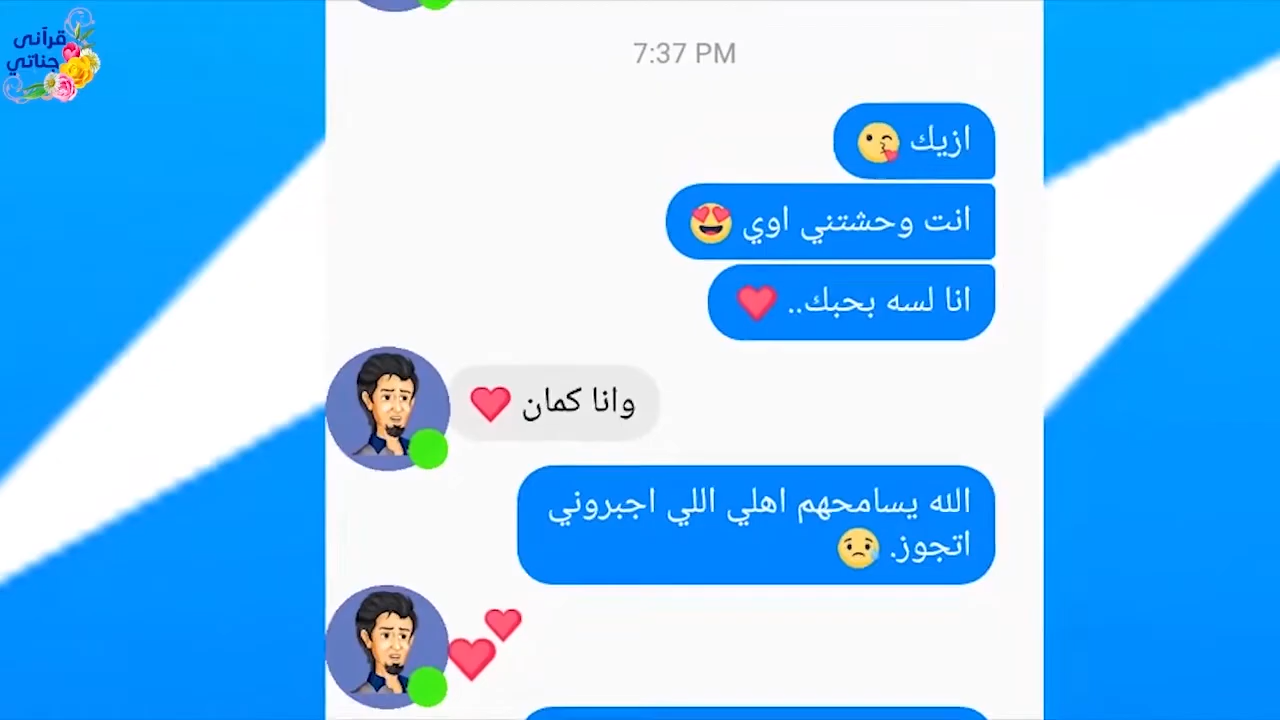 قرآنى
جناتي
7:37 PM
ازيك 😘
انت وحشتني اوي 😍
انا لسه بحبك.. ❤️
وانا كمان ❤️
الله يسامحهم اهلي اللي اجبروني
اتجوز. 😢
💕